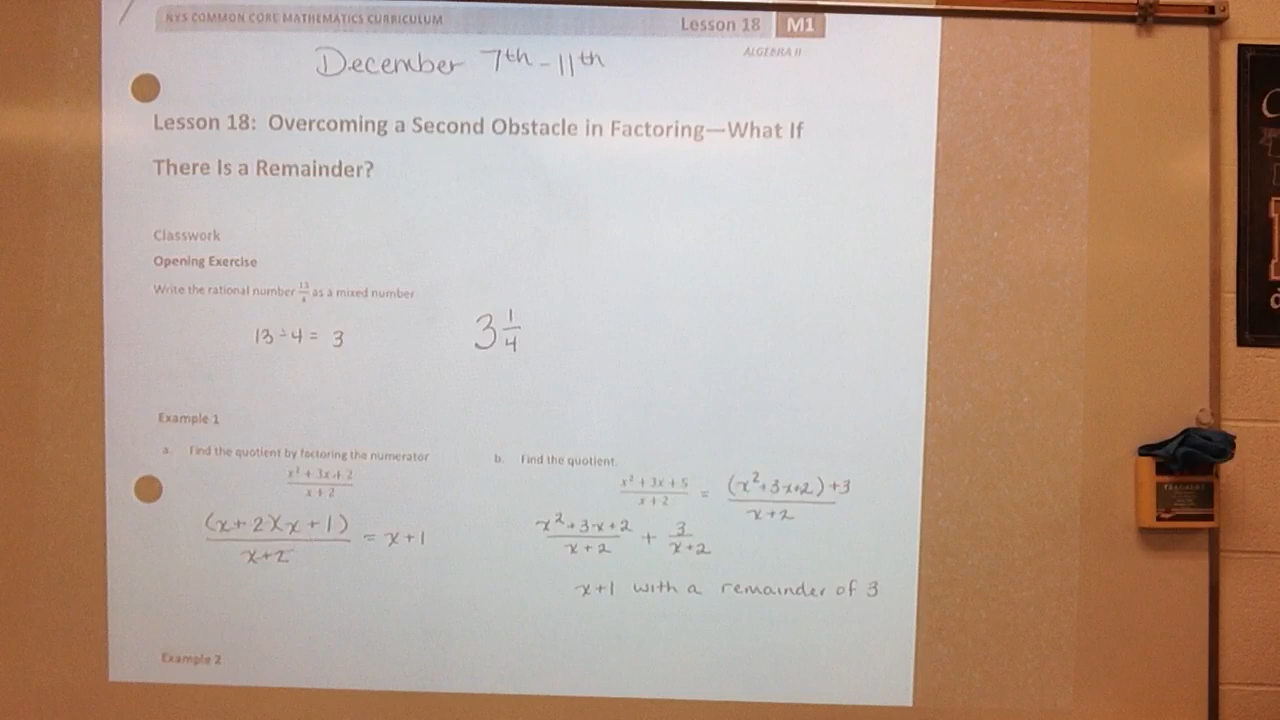 NYS COMMON CORE MATHEMATICS CURRICULUM
Lesson 18 M1
ALGEBRA II
December 7th - 11th
Lesson 18: Overcoming a Second Obstacle in Factoring—What If
There Is a Remainder?
Classwork
Opening Exercise
Write the rational number 13/4 as a mixed number
13 ÷ 4 = 3
3 1/4
Example 1
a. Find the quotient by factoring the numerator
x² + 3x + 2 / x + 2
(x+2)(x+1) / x+2 = x+1
b. Find the quotient.
x² + 3x + 5 / x + 2 = (x²+3x+2)+3 / x+2
x²+3x+2 / x+2 + 3 / x+2
x+1 with a remainder of 3
Example 2